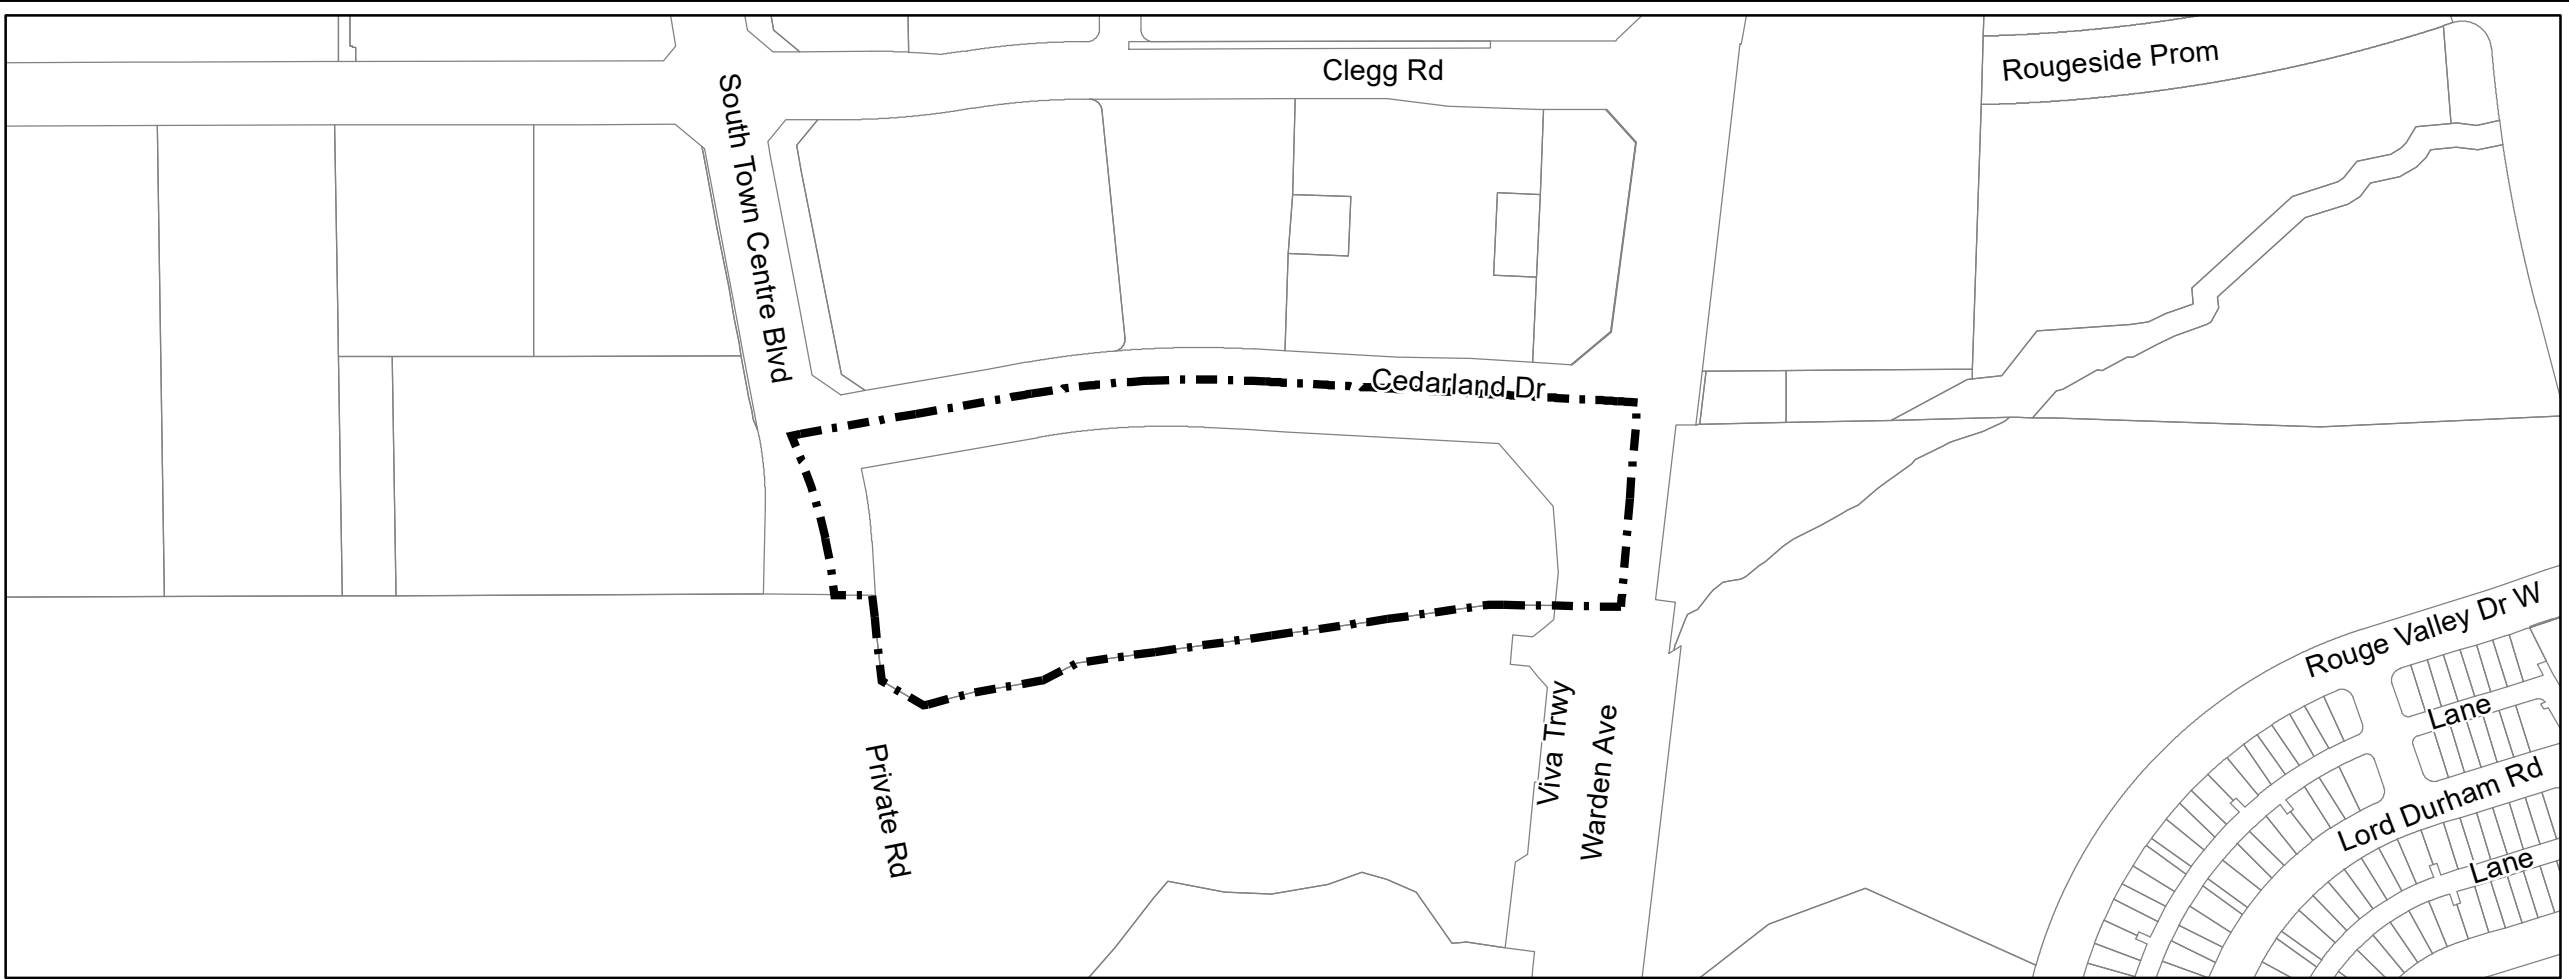 Clegg Rd
Rougeside Prom
South Town Centre Blvd
Cedarland Dr
Rouge Valley Dr W
Lane
Viva Trwy
Warden Ave
Private Rd
Lord Durham Rd
Lane